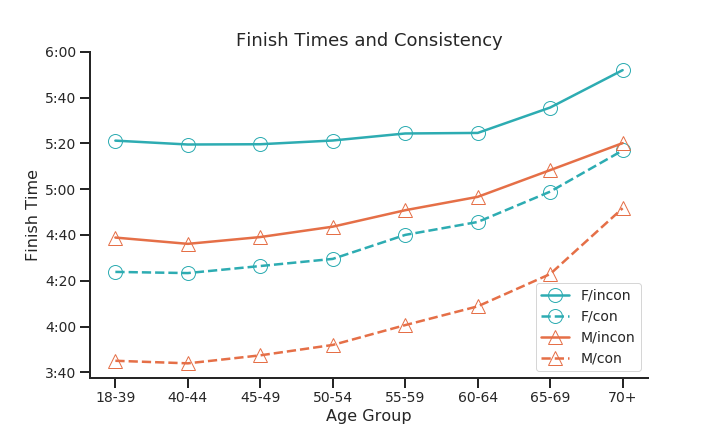 Finish Times and Consistency
Finish Time
6:00
5:40
5:20
5:00
4:40
4:20
4:00
3:40
F/incon
F/con
M/incon
M/con
18-39 40-44 45-49 50-54 55-59 60-64 65-69 70+
Age Group